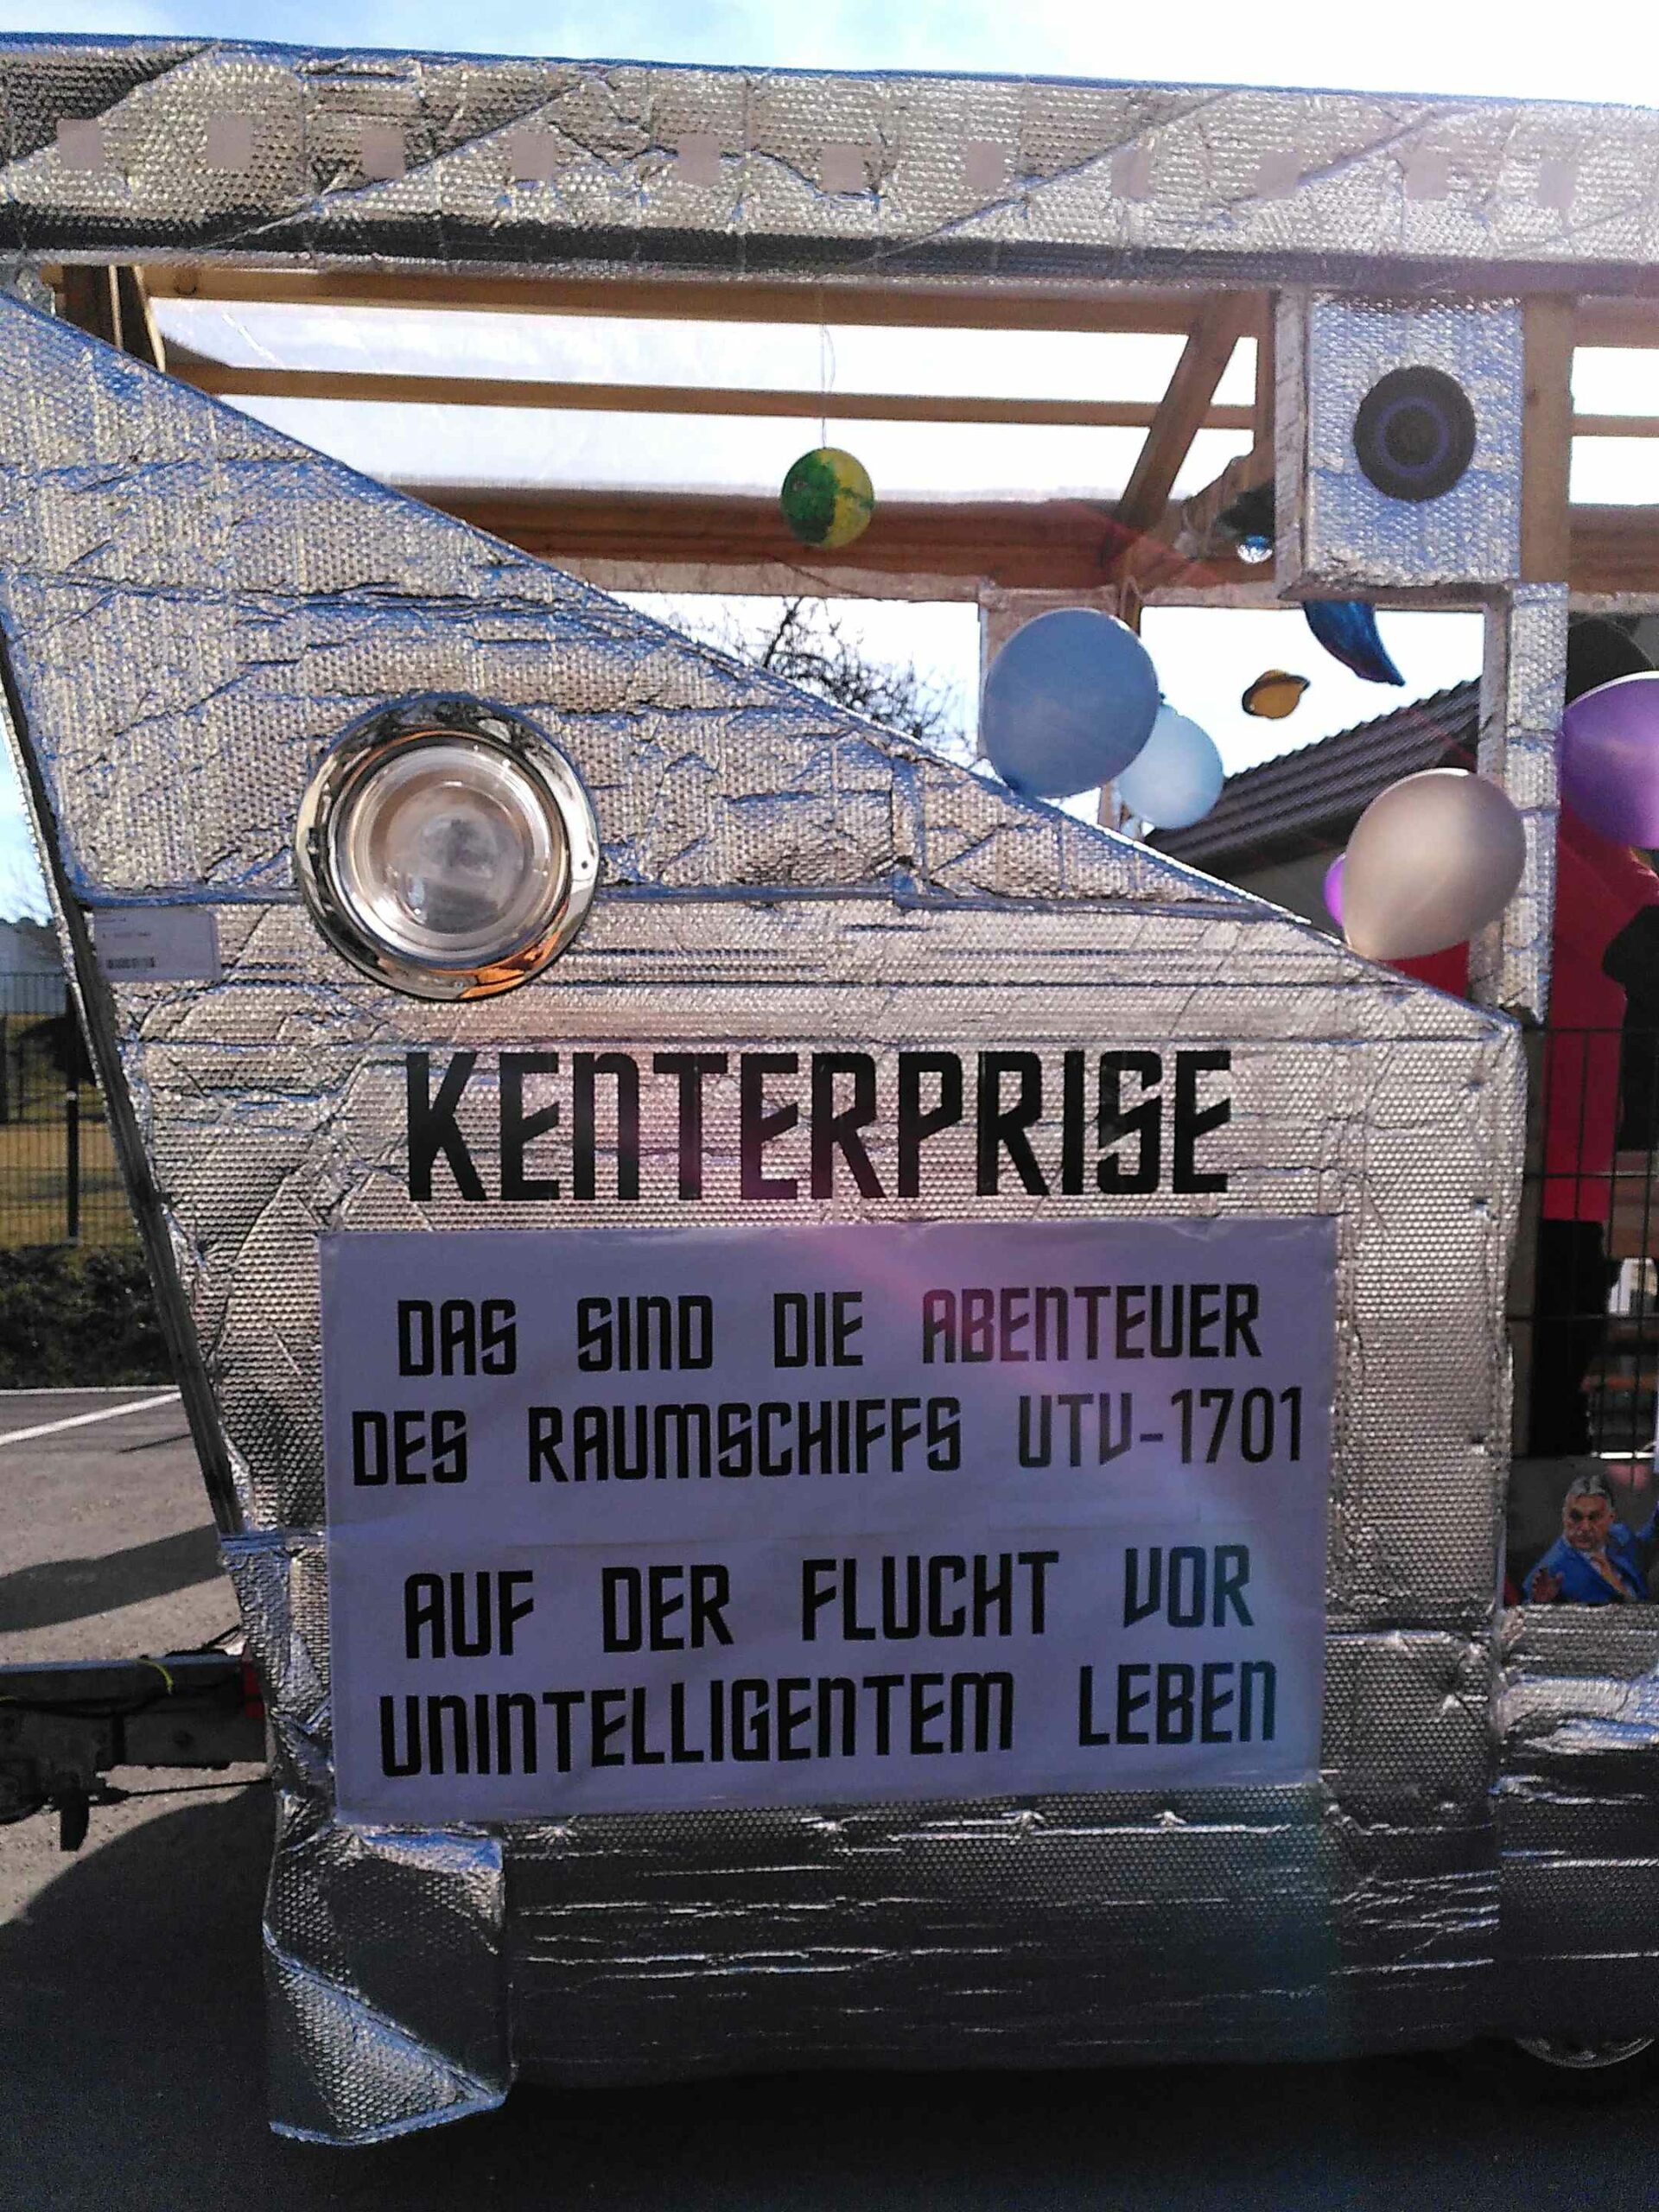 KENTERPRISE
DAS SIND DIE ABENTEUER
DES RAUMSCHIFFS UTV-1701
AUF DER FLUCHT VOR
UNINTELLIGENTEM LEBEN